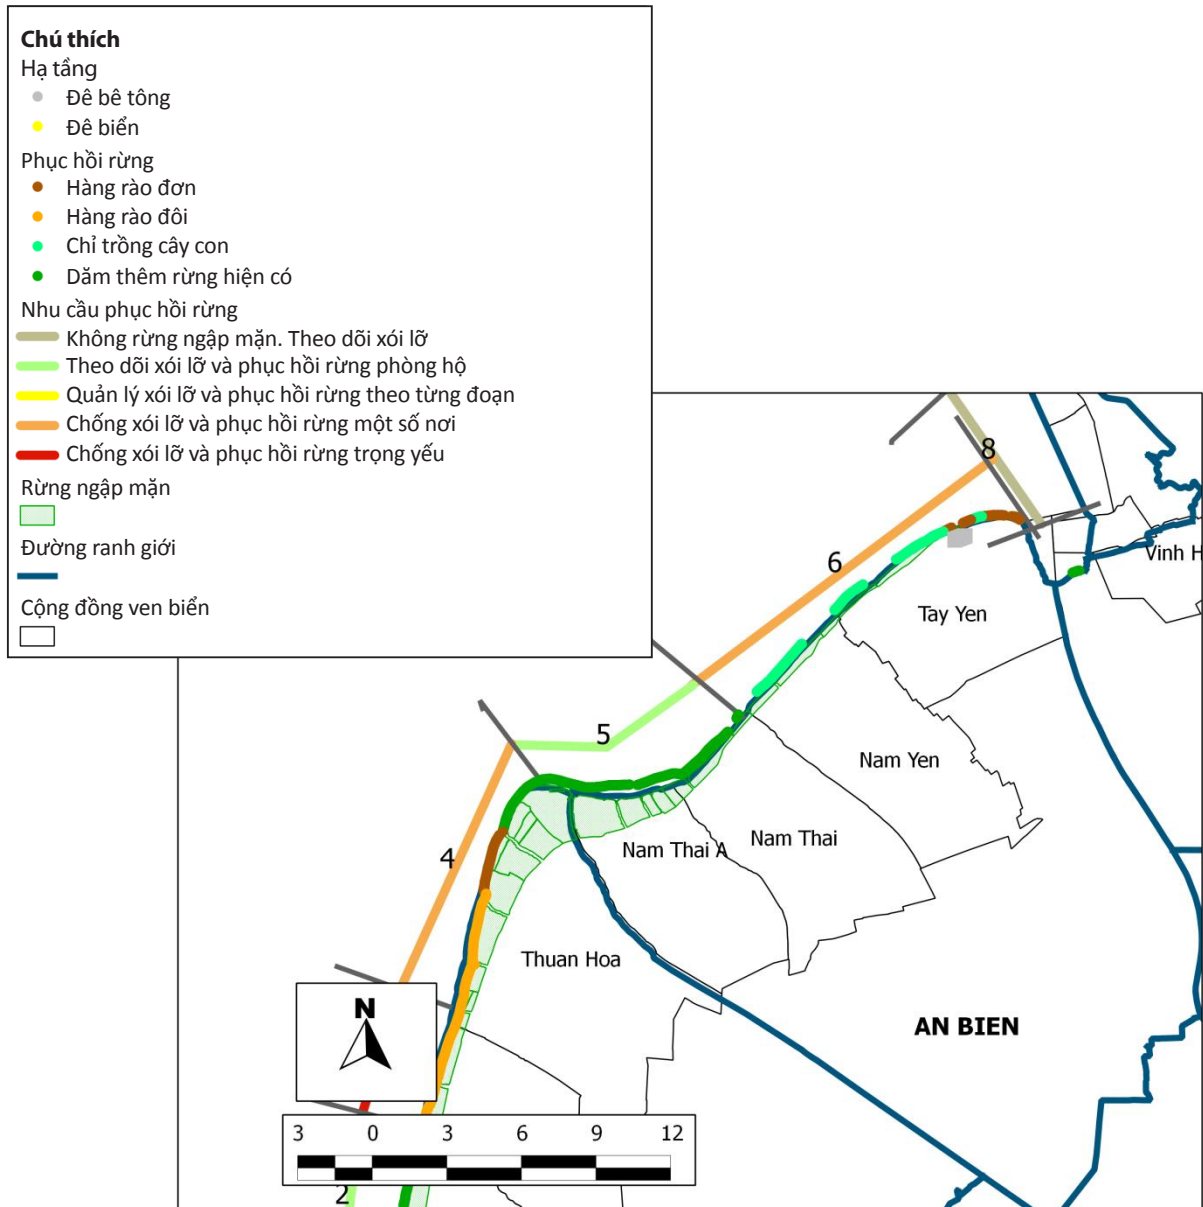 Chú thích
Hạ tầng
Đê bê tông
Đê biển
Phục hồi rừng
Hàng rào đơn
Hàng rào đôi
Chỉ trồng cây con
Dăm thêm rừng hiện có
Nhu cầu phục hồi rừng
Không rừng ngập mặn. Theo dõi xói lỡ
Theo dõi xói lỡ và phục hồi rừng phòng hộ
Quản lý xói lỡ và phục hồi rừng theo từng đoạn
Chống xói lỡ và phục hồi rừng một số nơi
Chống xói lỡ và phục hồi rừng trọng yếu
Rừng ngập mặn
Đường ranh giới
Cộng đồng ven biển
8
6
Vinh H
Tay Yen
5
Nam Yen
Nam Thai
Nam Thai A
4
Thuan Hoa
N
AN BIEN
3 0 3 6 9 12
2